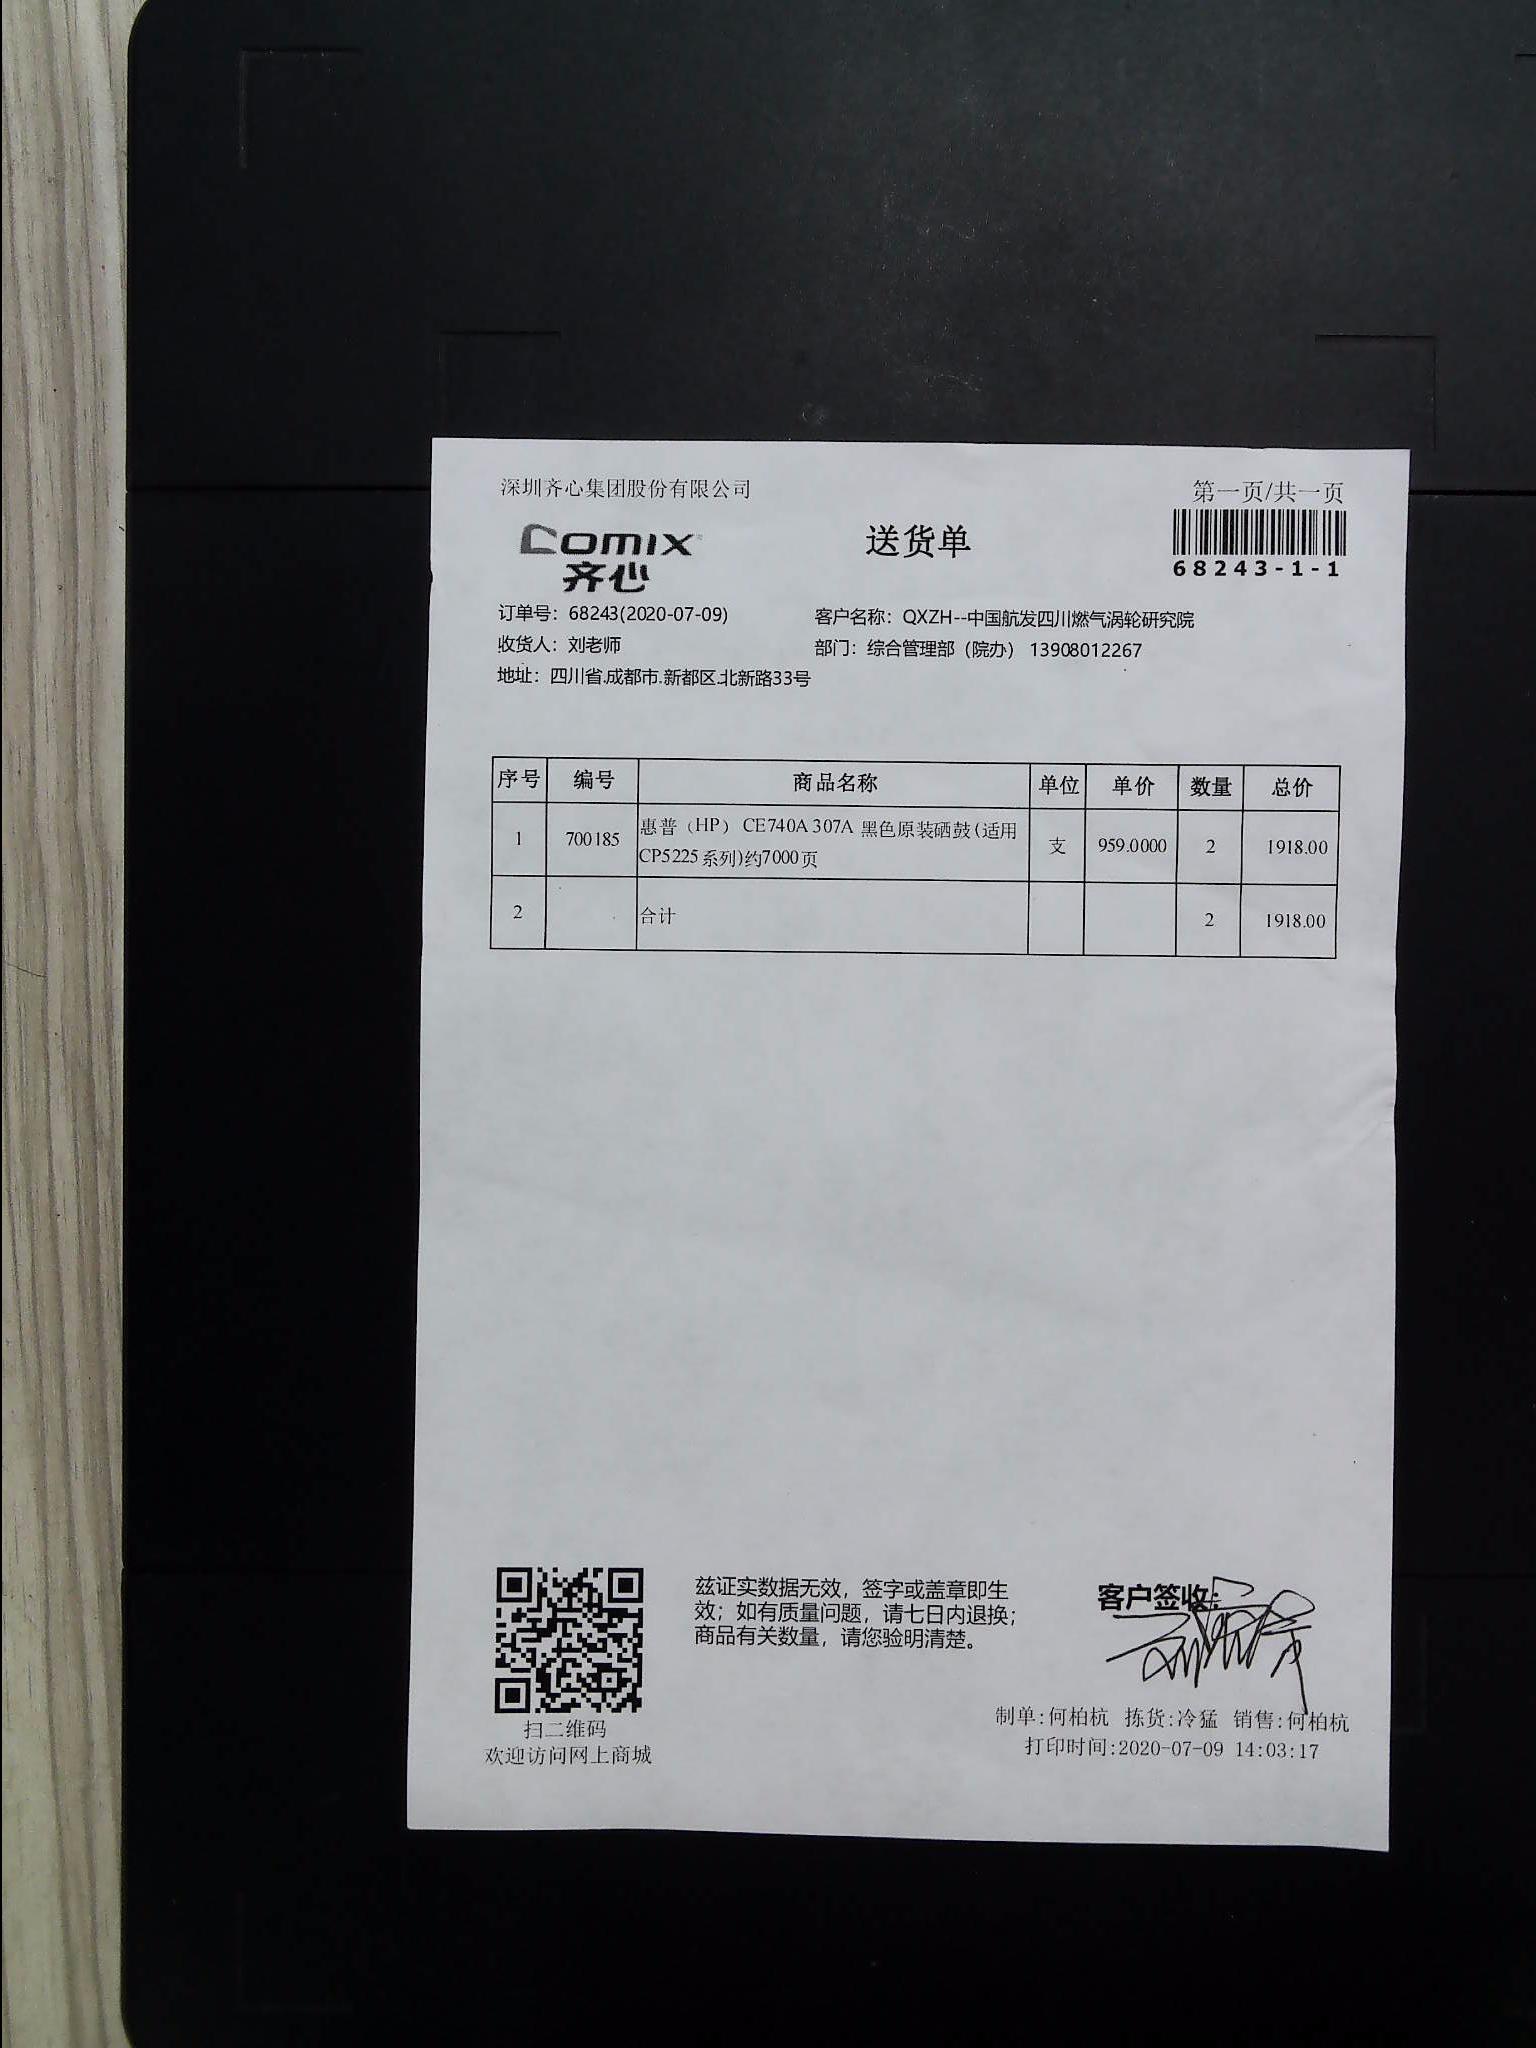 深圳齐心集团股份有限公司
第一页/共一页
COMIX
齐心
送货单
68243-1-1
订单号：68243(2020-07-09)
客户名称：QXZH--中国航发四川燃气涡轮研究院
收货人：刘老师
部门：综合管理部（院办） 13908012267
地址：四川省.成都市.新都区.北新路33号
序号 编号 商品名称 单位 单价 数量 总价
1 700185 惠普（HP） CE740A 307A 黑色原装硒鼓(适用 支 959.0000 2 1918.00
CP5225系列)约7000页
2 合计 2 1918.00
兹证实数据无效，签字或盖章即生
效；如有质量问题，请七日内退换；
商品有关数量，请您验明清楚。
客户签收:
扫二维码
欢迎访问网上商城
制单:何柏杭 拣货:冷猛 销售:何柏杭
打印时间:2020-07-09 14:03:17